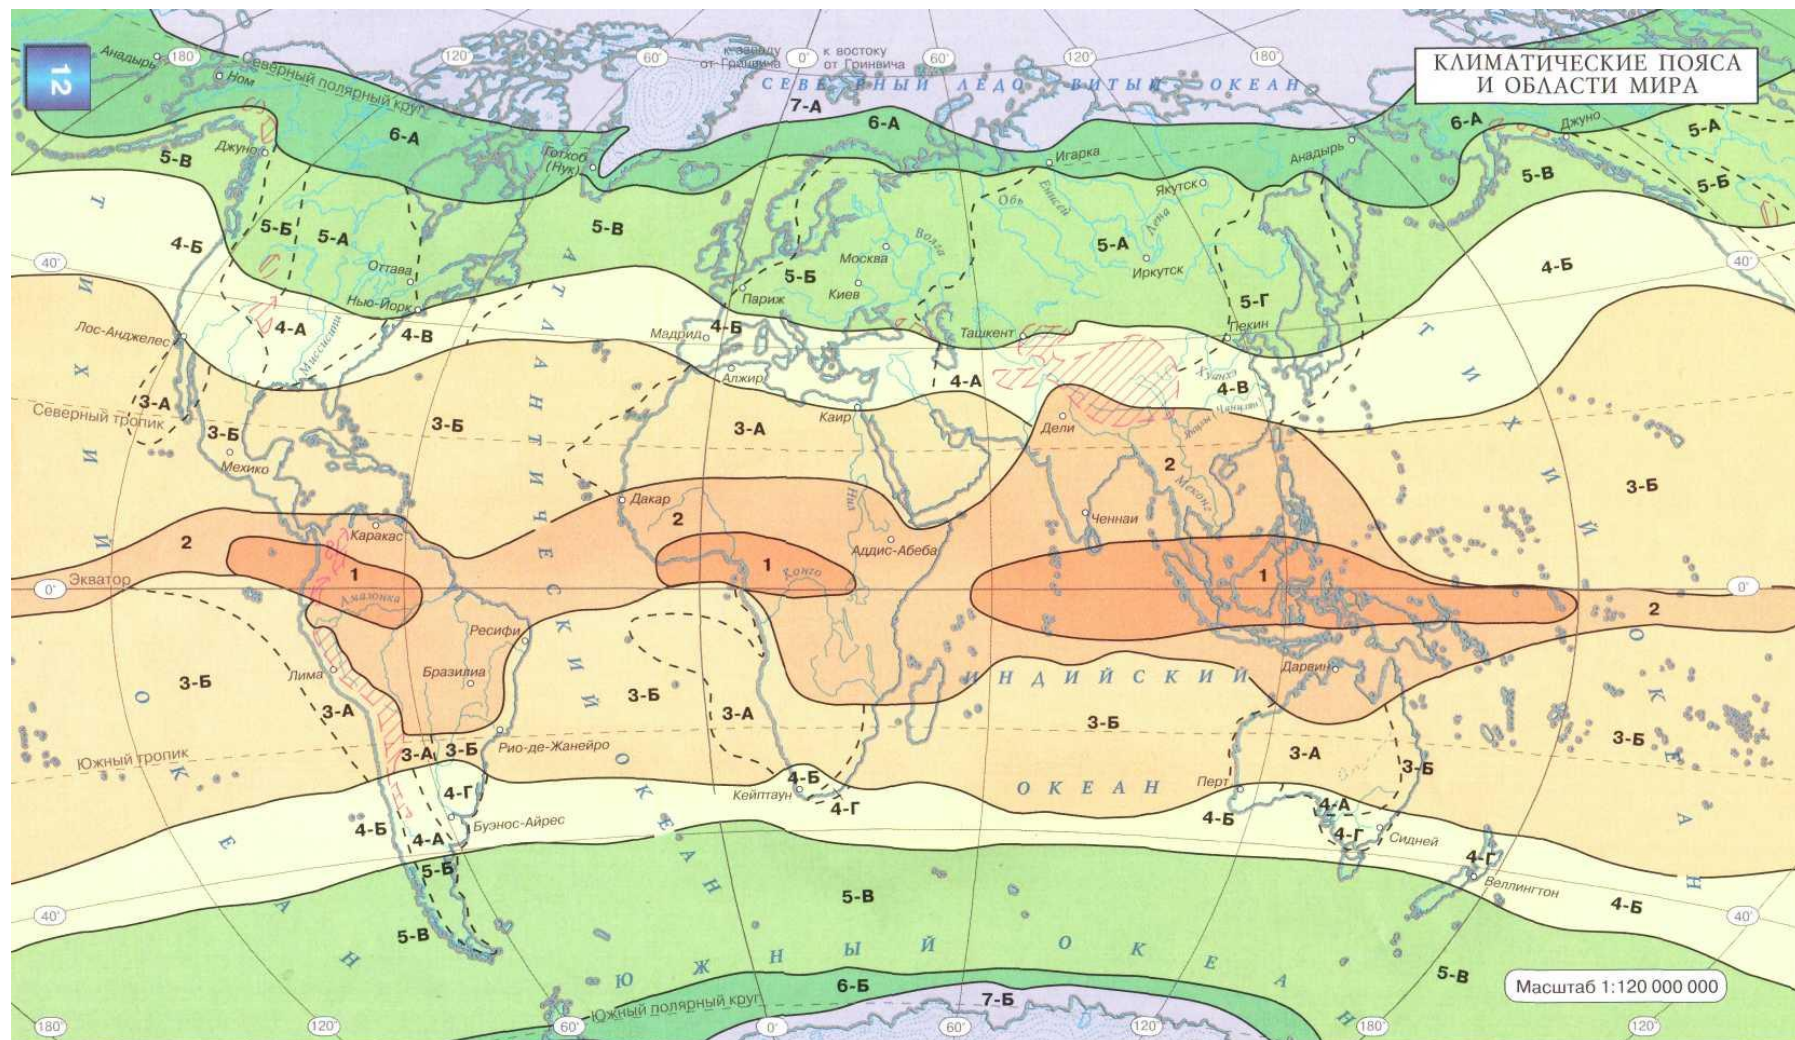 12
КЛИМАТИЧЕСКИЕ ПОЯСА
И ОБЛАСТИ МИРА
180°
120°
60°
к западу
от Гринвича
0°
к востоку
от Гринвича
60°
120°
180°
Анадырь
Ном
Северный полярный круг
СЕВЕРНЫЙ ЛЕДОВИТЫЙ ОКЕАН
7-А
6-А
6-А
6-А
Джуно
5-А
5-В
Джуно
Готхоб
(Нук)
Игарка
Анадырь
5-В
5-Б
Якутск
Обь
Енисей
Лена
5-Б
5-А
5-В
4-Б
Волга
Москва
5-А
Иркутск
4-Б
40°
40°
Оттава
5-Б
Париж
Киев
Нью-Йорк
5-Г
Лос-Анджелес
4-А
Миссисипи
4-В
Мадрид
4-Б
Ташкент
Пекин
Алжир
4-А
Хуанхэ
4-В
3-А
Северный тропик
3-Б
3-Б
3-А
Каир
Дели
Янцзы (Чанцзян)
Мехико
2
3-Б
Меконг
Дакар
Нил
2
Ченнаи
Каракас
2
Аддис-Абеба
1
1
1
Конго
Экватор
0°
0°
Амазонка
2
Ресифи
Лима
Бразилиа
3-Б
3-Б
Дарвин
ИНДИЙСКИЙ
ОКЕАН
3-А
3-А
3-Б
3-Б
Южный тропик
3-А
3-Б
Рио-де-Жанейро
3-А
3-Б
4-Б
Кейптаун
4-Г
Перт
4-Б
4-Г
4-А
4-Б
Буэнос-Айрес
4-А
4-Г
Сидней
4-Г
Веллингтон
5-Б
5-В
4-Б
40°
40°
5-В
5-В
ТИХИЙ ОКЕАН
АТЛАНТИЧЕСКИЙ ОКЕАН
ТИХИЙ ОКЕАН
ЮЖНЫЙ ОКЕАН
6-Б
7-Б
Южный полярный круг
Масштаб 1:120 000 000
180°
120°
60°
0°
60°
120°
180°
120°